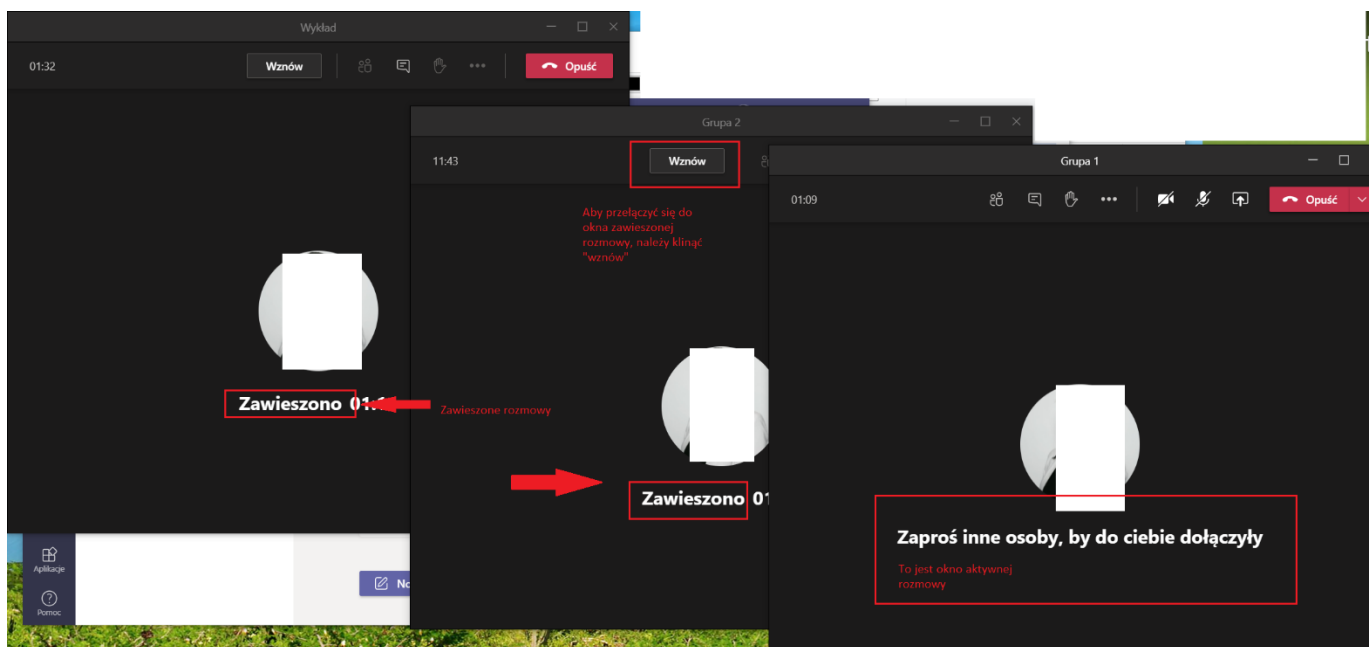 Wykład
01:32
Wznów
Opuść
Grupa 2
11:43
Wznów
Grupa 1
01:09
Opuść
Aby przełączyć się do
okna zawieszonej
rozmowy, należy klinąć
"wznów"
Zawieszono
Zawieszone rozmowy
Zawieszono
Zaproś inne osoby, by do ciebie dołączyły
To jest okno aktywnej
rozmowy
Aplikacje
Pomoc